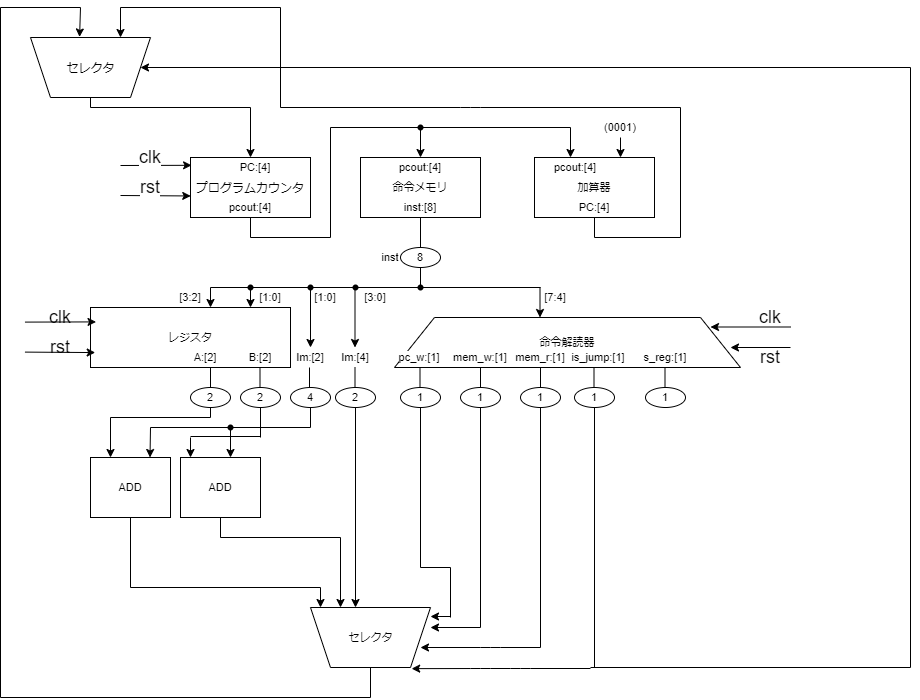 セレクタ
(0001)
clk
PC:[4]
pcout:[4]
pcout:[4]
rst
プログラムカウンタ
命令メモリ
加算器
pcout:[4]
inst:[8]
PC:[4]
inst
8
[3:2]
[1:0]
[1:0]
[3:0]
[7:4]
clk
clk
レジスタ
命令解読器
rst
rst
A:[2]
B:[2]
Im:[2]
Im:[4]
pc_w:[1]
mem_w:[1]
mem_r:[1]
is_jump:[1]
s_reg:[1]
2
2
4
2
1
1
1
1
1
ADD
ADD
セレクタ